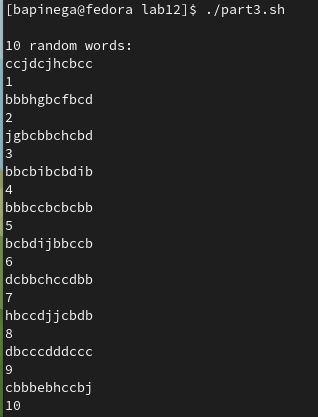 [bapinega@fedora lab12]$ ./part3.sh
10 random words:
ccjdcjhcbcc
1
bbbhgbcfbcd
2
jgbcbbchcbd
3
bbcbibcbdib
4
bbbccbcbcbb
5
bcbdijbbccb
6
dcbbchccdbb
7
hbccdjjcbdb
8
dbcccdddccc
9
cbbbebhccbj
10